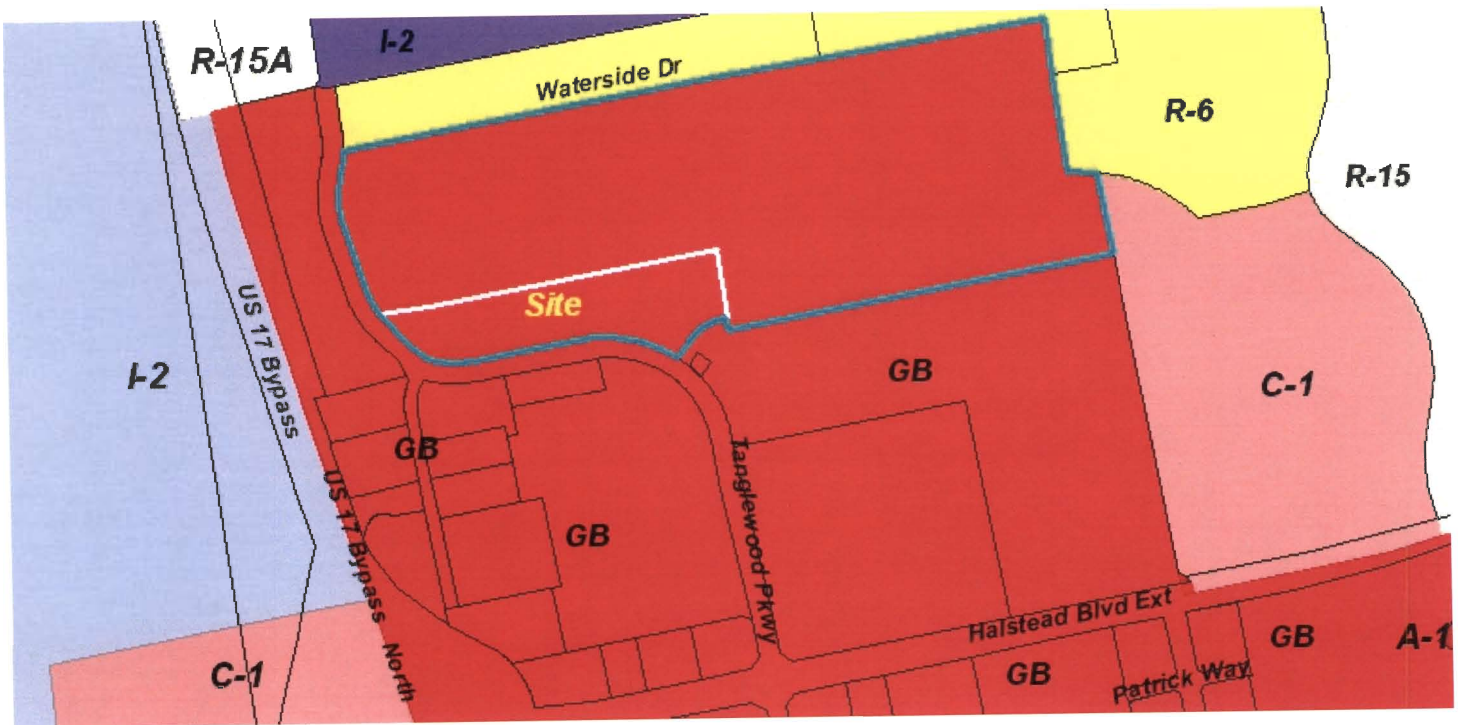 I-2
R-15A
Waterside Dr
R-6
R-15
Site
US 17 Bypass
I-2
GB
C-1
GB
US 17 Bypass North
Tanglewood Pkwy
GB
Halstead Blvd Ext
GB
A-1
C-1
GB
Patrick Way